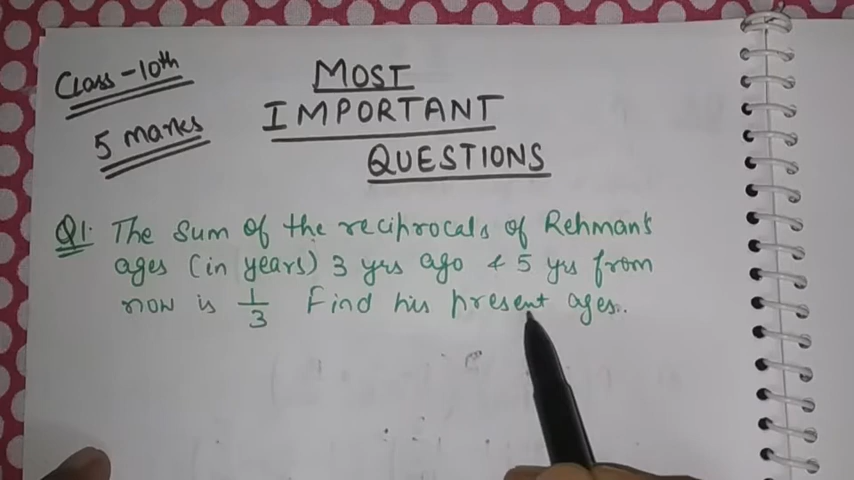 Class - 10th
5 marks
MOST
IMPORTANT
QUESTIONS
Q1. The sum of the reciprocals of Rehman's
ages (in years) 3 yrs ago & 5 yrs from
now is 1/3 Find his present ages.